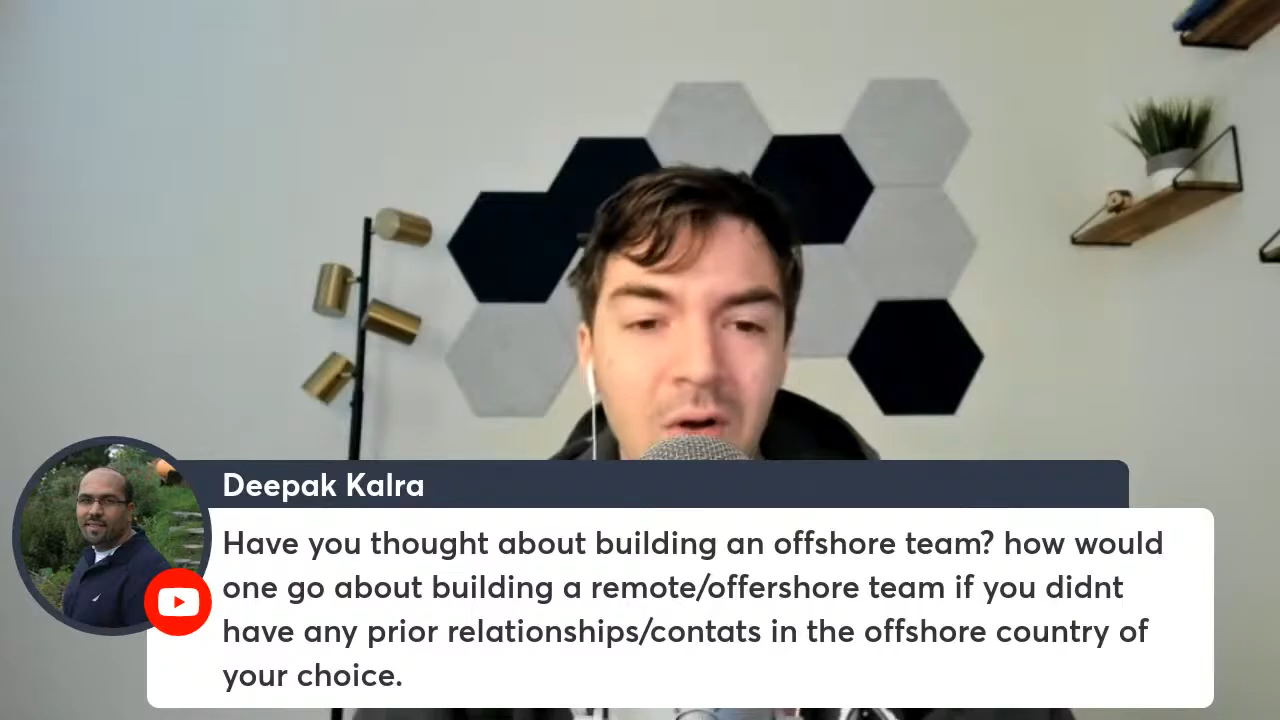 Deepak Kalra
Have you thought about building an offshore team? how would
one go about building a remote/offershore team if you didnt
have any prior relationships/contats in the offshore country of
your choice.